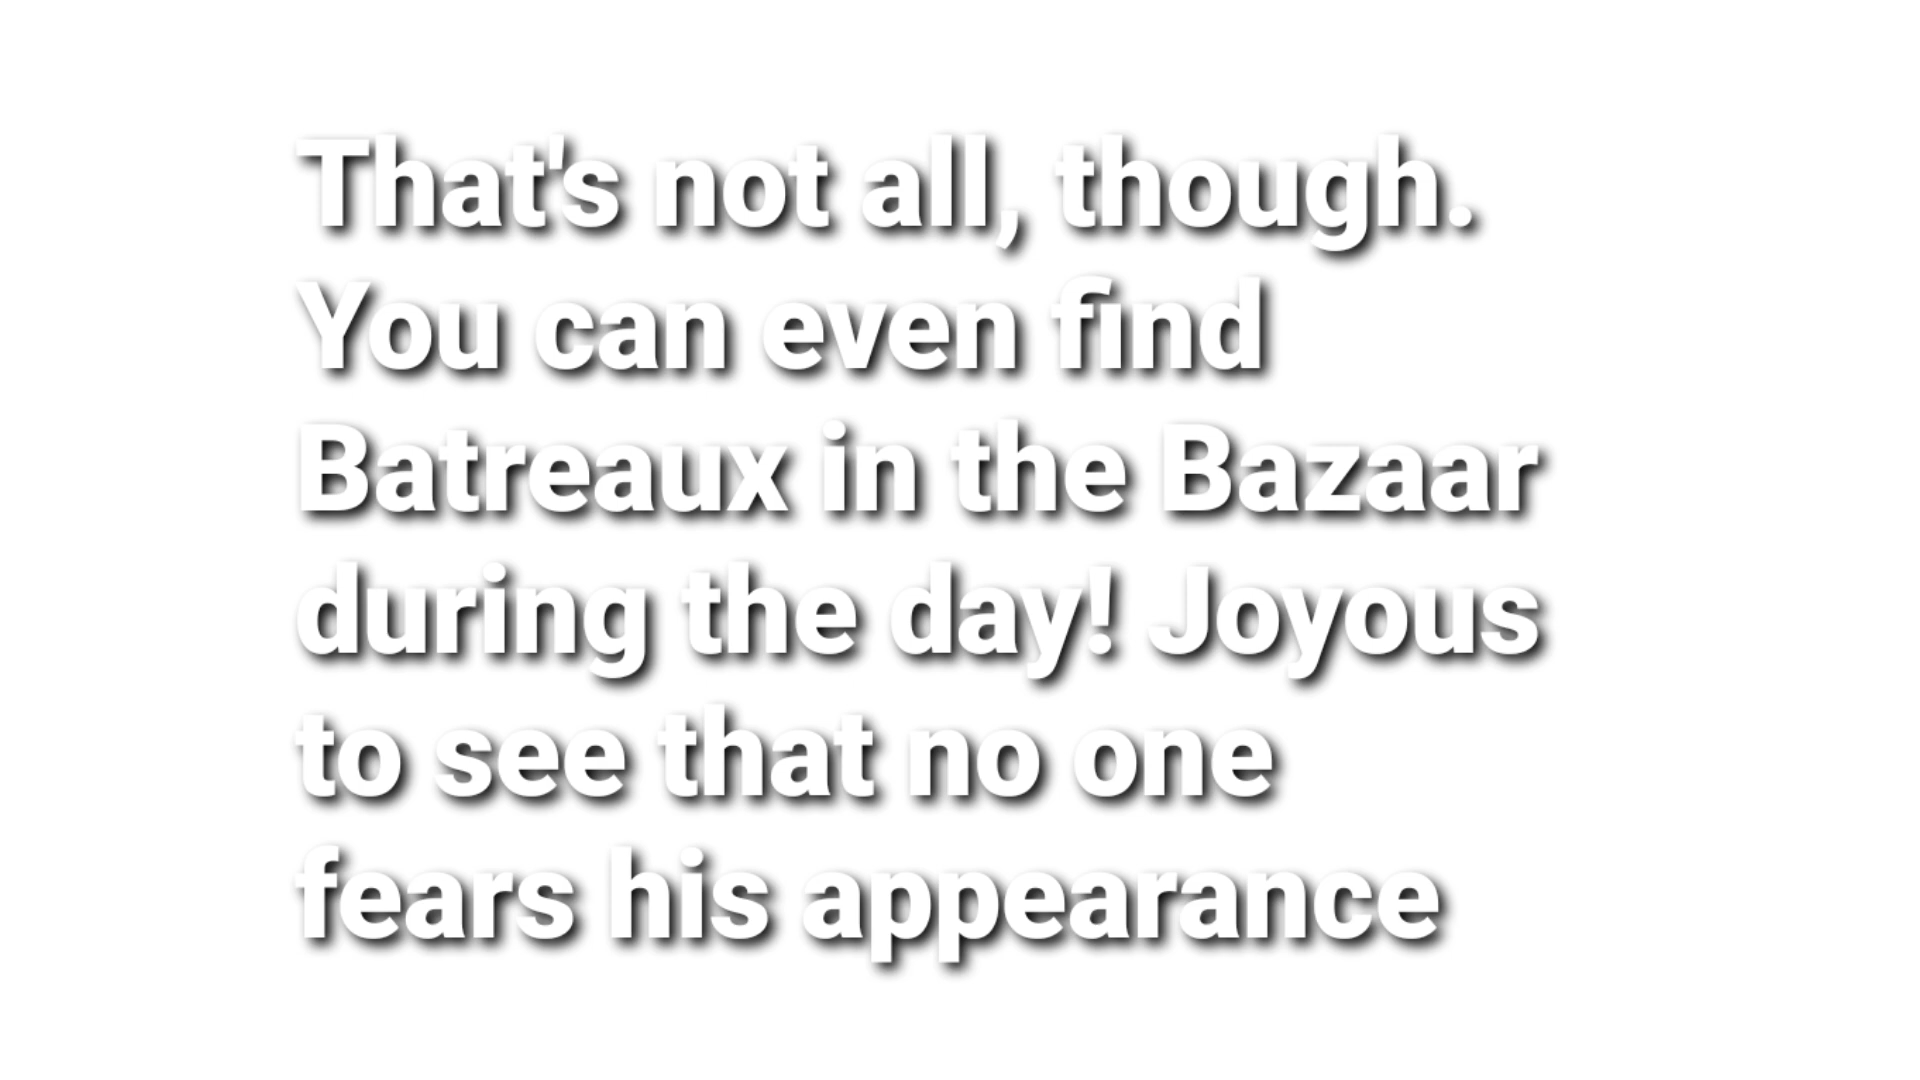 That's not all, though.
You can even find
Batreaux in the Bazaar
during the day! Joyous
to see that no one
fears his appearance